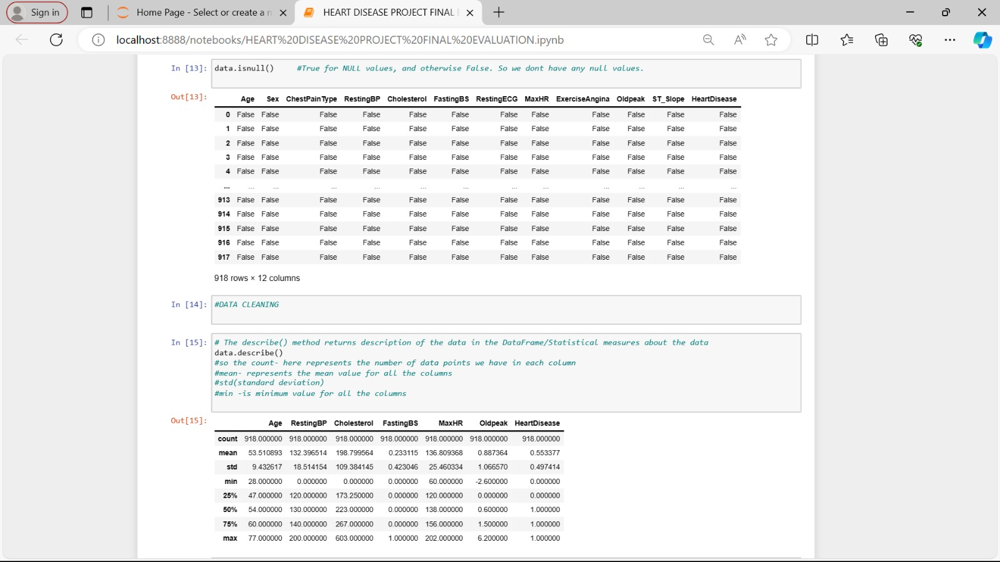 Sign in
Home Page - Select or create a n
HEART DISEASE PROJECT FINAL
localhost:8888/notebooks/HEART%20DISEASE%20PROJECT%20FINAL%20EVALUATION.ipynb
In [13]: data.isnull() #True for NULL values, and otherwise False. So we dont have any null values.
Out[13]:
Age Sex ChestPainType RestingBP Cholesterol FastingBS RestingECG MaxHR ExerciseAngina Oldpeak ST_Slope HeartDisease
0 False False False False False False False False False False False False
1 False False False False False False False False False False False False
2 False False False False False False False False False False False False
3 False False False False False False False False False False False False
4 False False False False False False False False False False False False
... ... ... ... ... ... ... ... ... ... ... ... ...
913 False False False False False False False False False False False False
914 False False False False False False False False False False False False
915 False False False False False False False False False False False False
916 False False False False False False False False False False False False
917 False False False False False False False False False False False False
918 rows × 12 columns
In [14]: #DATA CLEANING
In [15]: # The describe() method returns description of the data in the DataFrame/Statistical measures about the data
data.describe()
#so the count- here represents the number of data points we have in each column
#mean- represents the mean value for all the columns
#std(standard deviation)
#min -is minimum value for all the columns
Out[15]:
Age RestingBP Cholesterol FastingBS MaxHR Oldpeak HeartDisease
count 918.000000 918.000000 918.000000 918.000000 918.000000 918.000000 918.000000
mean 53.510893 132.396514 198.799564 0.233115 136.809368 0.887364 0.553377
std 9.432617 18.514154 109.384145 0.423046 25.460334 1.066570 0.497414
min 28.000000 0.000000 0.000000 0.000000 60.000000 -2.600000 0.000000
25% 47.000000 120.000000 173.250000 0.000000 120.000000 0.000000 0.000000
50% 54.000000 130.000000 223.000000 0.000000 138.000000 0.600000 1.000000
75% 60.000000 140.000000 267.000000 0.000000 156.000000 1.500000 1.000000
max 77.000000 200.000000 603.000000 1.000000 202.000000 6.200000 1.000000